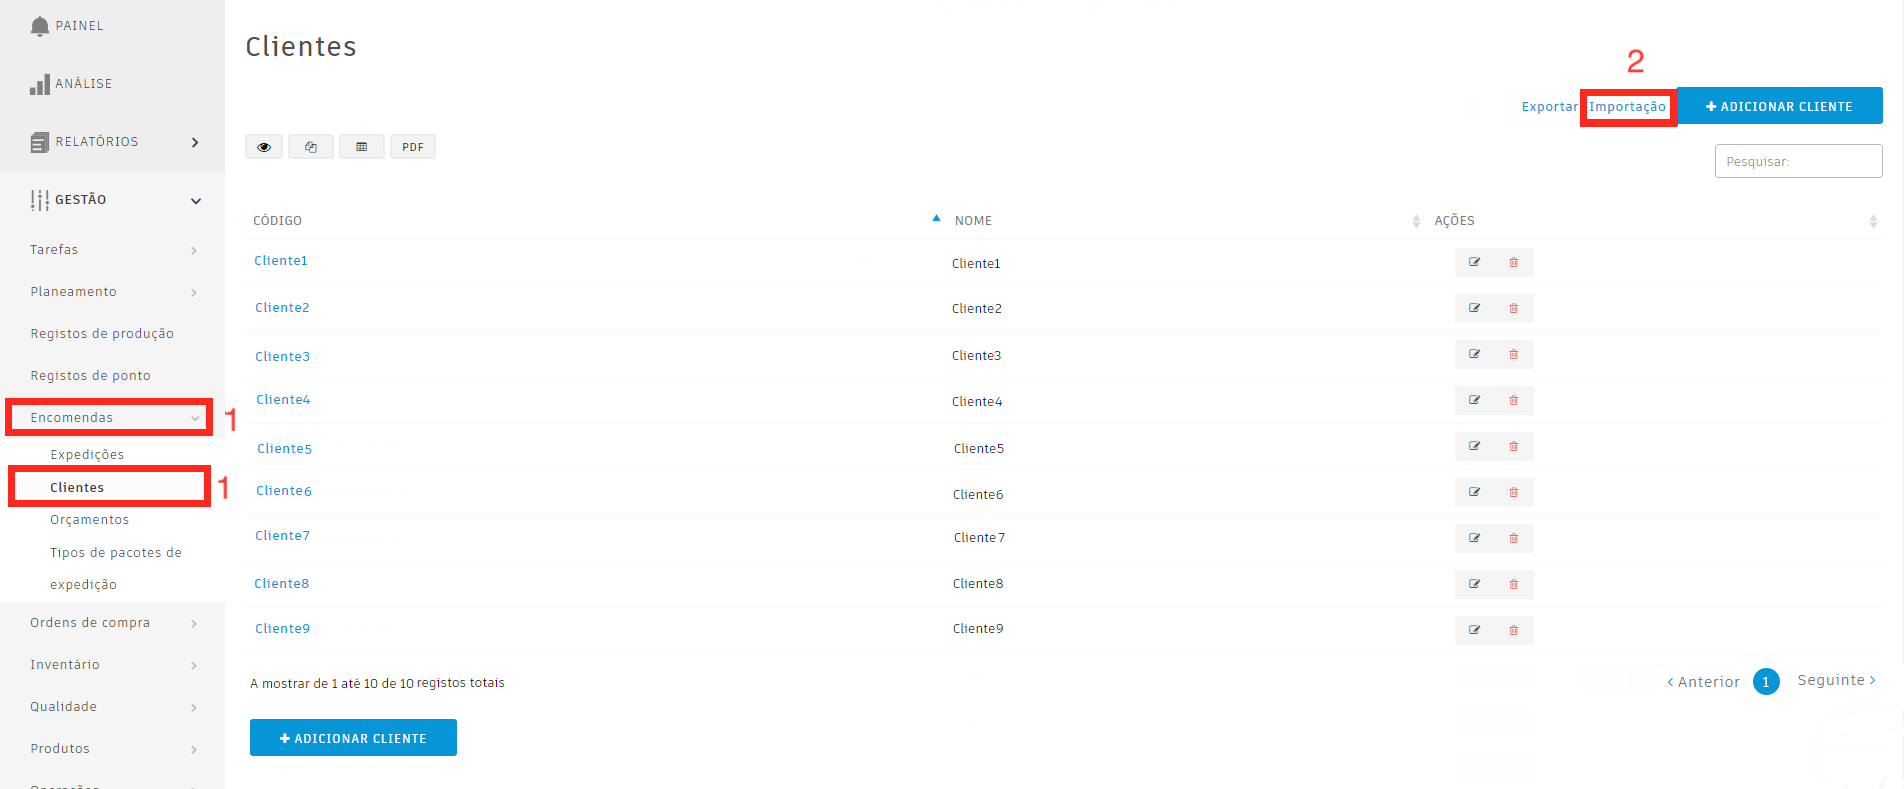 PAINEL
ANÁLISE
RELATÓRIOS
GESTÃO
Tarefas
Planeamento
Registos de produção
Registos de ponto
Encomendas
1
Expedições
Clientes
1
Orçamentos
Tipos de pacotes de
expedição
Ordens de compra
Inventário
Qualidade
Produtos
Clientes
2
Exportar Importação + ADICIONAR CLIENTE
PDF
Pesquisar:
CÓDIGO NOME AÇÕES
Cliente1 Cliente1
Cliente2 Cliente2
Cliente3 Cliente3
Cliente4 Cliente4
Cliente5 Cliente5
Cliente6 Cliente6
Cliente7 Cliente7
Cliente8 Cliente8
Cliente9 Cliente9
A mostrar de 1 até 10 de 10 registos totais
< Anterior 1 Seguinte >
+ ADICIONAR CLIENTE